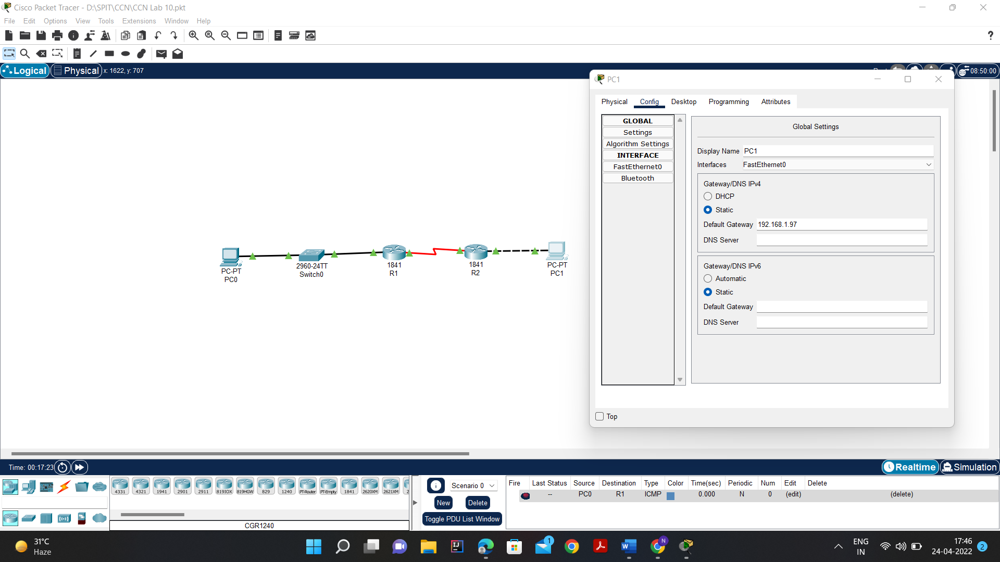 Cisco Packet Tracer - D:\SPIT\CCN\CCN Lab 10.pkt
File Edit Options View Tools Extensions Window Help
?
Logical Physical x: 1622, y: 707
08:50:00
PC1
Physical Config Desktop Programming Attributes
GLOBAL
Settings
Algorithm Settings
INTERFACE
FastEthernet0
Bluetooth
Global Settings
Display Name PC1
Interfaces FastEthernet0
Gateway/DNS IPv4
DHCP
Static
Default Gateway 192.168.1.97
DNS Server
Gateway/DNS IPv6
Automatic
Static
Default Gateway
DNS Server
Top
PC-PT
PC0
2960-24TT
Switch0
1841
R1
1841
R2
PC-PT
PC1
Time: 00:17:23
Realtime Simulation
4331 4321 1941 2901 2911 819IOX 819HGW 829 1240 PT-Router PT-Empty 1841 2620XM 2621XM 2
CGR1240
Scenario 0
New Delete
Toggle PDU List Window
Fire Last Status Source Destination Type Color Time(sec) Periodic Num Edit Delete
-- PC0 R1 ICMP 0.000 N 0 (edit) (delete)
31°C
Haze
1
N
ENG
IN
17:46
24-04-2022
2